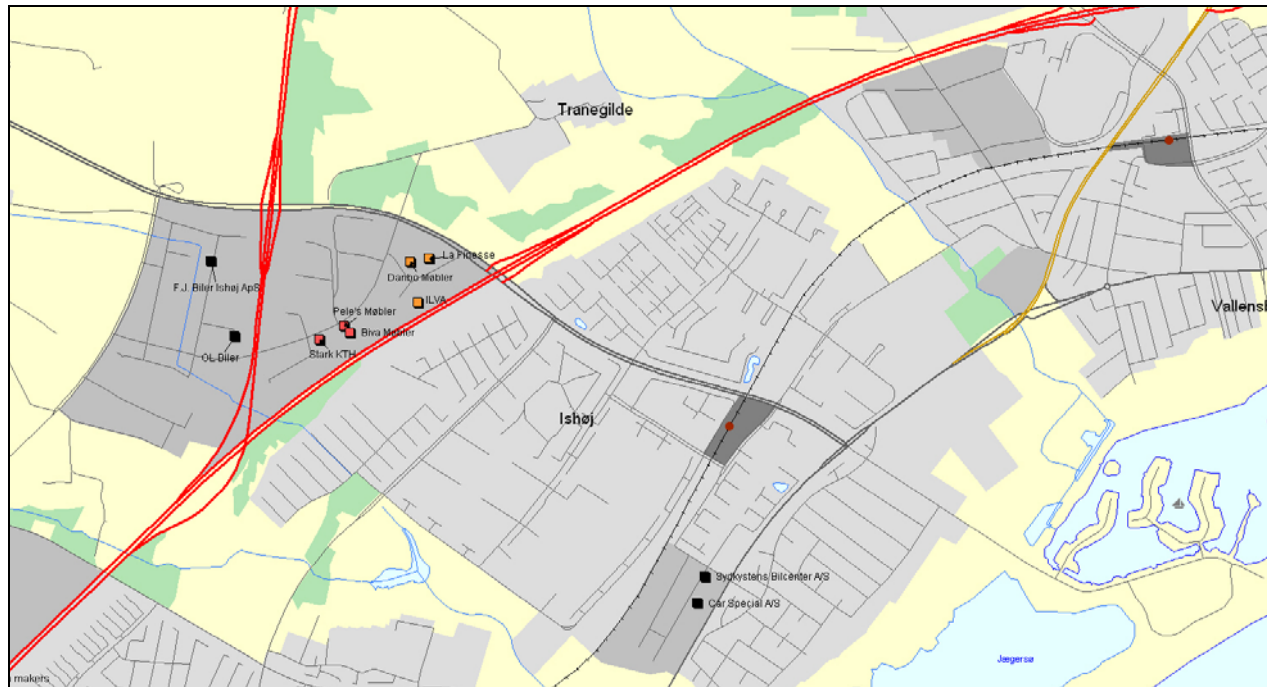 Tranegilde
La Finesse
Danbo Møbler
F.J. Biler Ishøj ApS
ILVA
Pele's Møbler
Biva Møbler
Stark KTH
OL Biler
Ishøj
Vallensb
Sydkystens Bilcenter A/S
Car Special A/S
Jægersø
makers